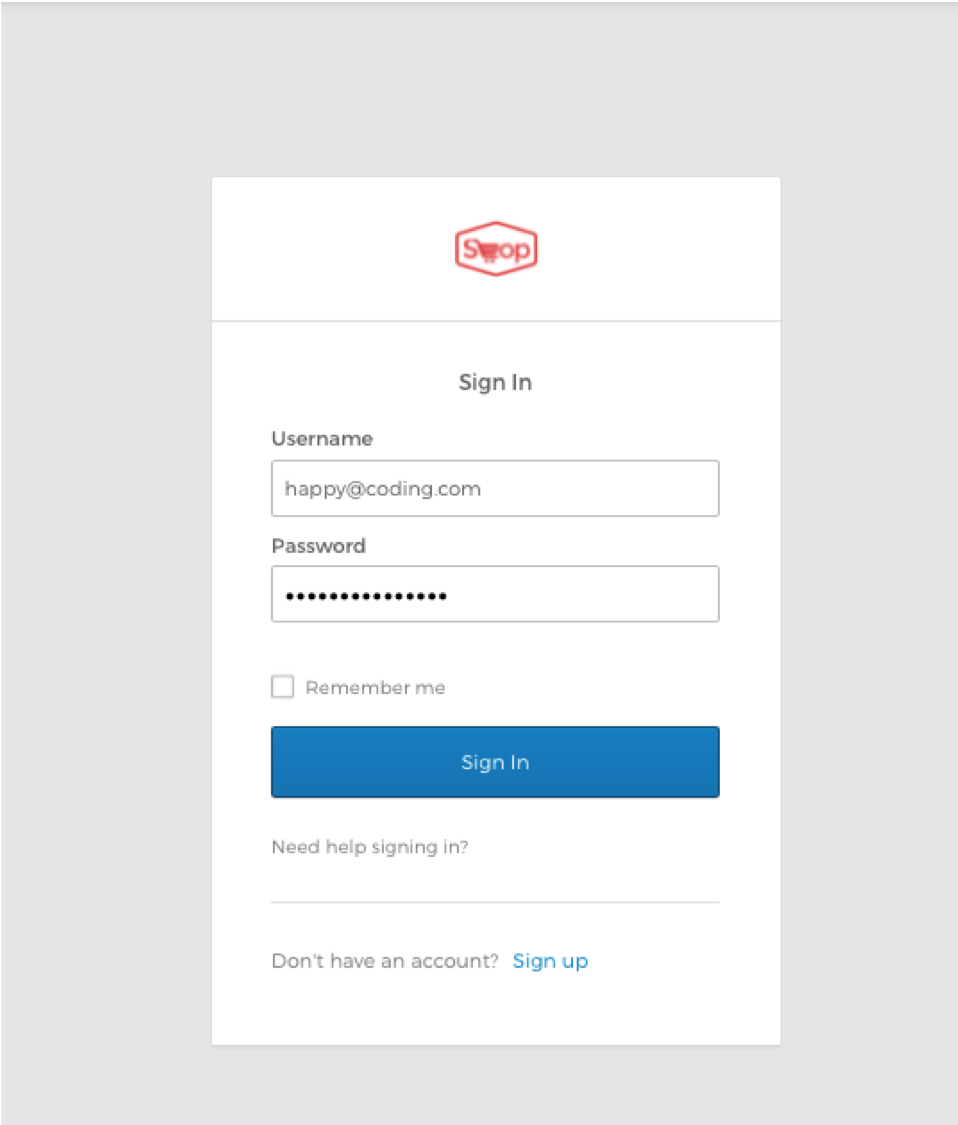 Shop
Sign In
Username
happy@coding.com
Password
•••••••••••••••
Remember me
Sign In
Need help signing in?
Don't have an account? Sign up